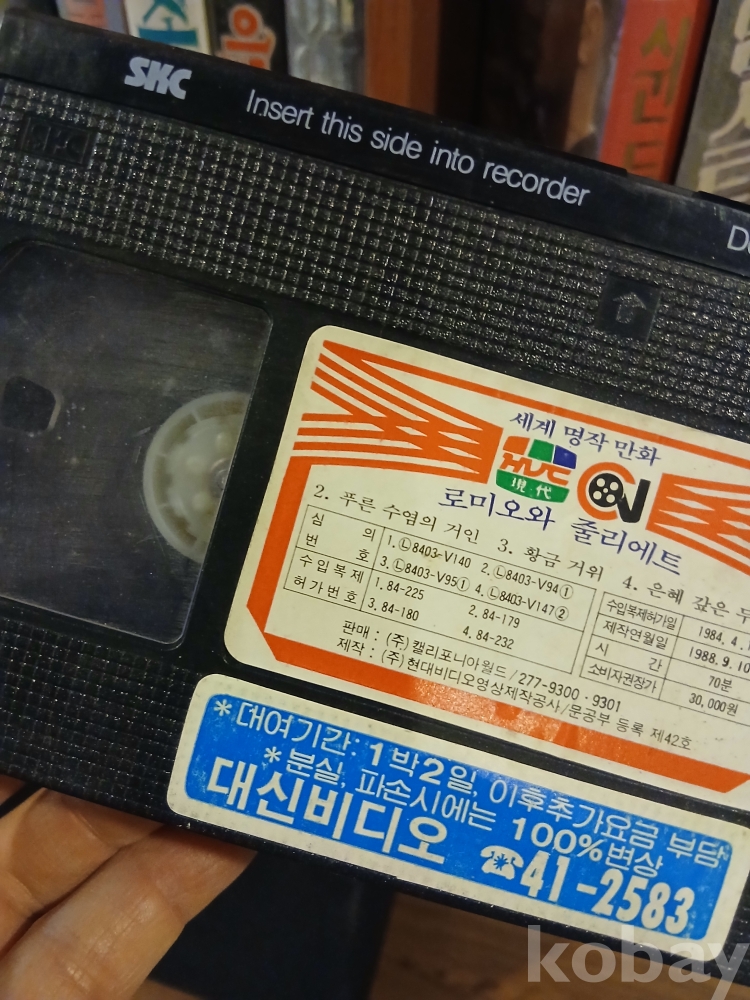 SKC
Insert this side into recorder
SKC
세계 명작 만화
HVC
現代
CON
로미오와 줄리에트
2. 푸른 수염의 거인 3. 황금 거위 4. 은혜 갚은
심의번호
1.Ⓛ8403-V140 2.Ⓛ8403-V94①
3.Ⓛ8403-V95① 4.Ⓛ8403-V147②
수입복제허가번호
1.84-225 2.84-179
3.84-180 4.84-232
수입복제허가일 1984. 4. 1
제작연월일 1988. 9. 10
시간 70분
소비자권장가 30,000원
판매 : (주) 캘리포니아월드/277-9300·9301
제작 : (주)현대비디오영상제작공사/문공부 등록 제42호
*대여기간: 1박2일, 이후추가요금 부담
*분실, 파손시에는 100%변상
대신비디오 ☎41-2583
kobay